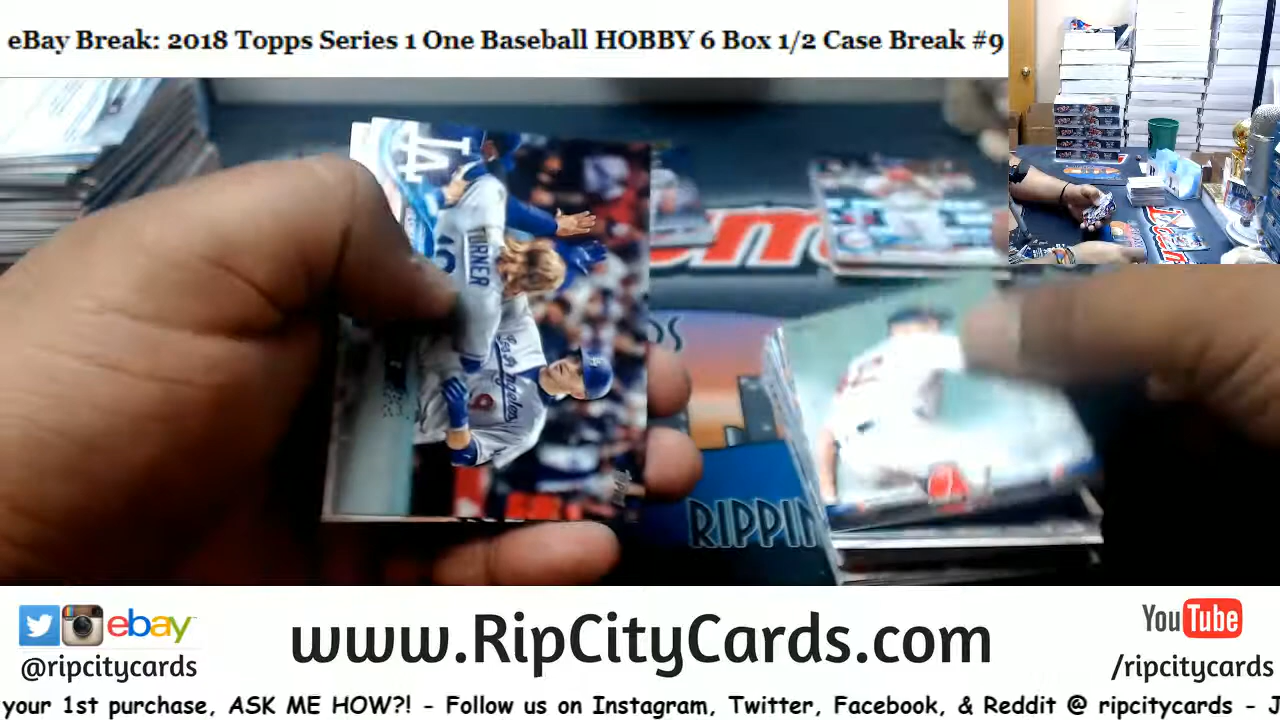 eBay Break: 2018 Topps Series 1 One Baseball HOBBY 6 Box 1/2 Case Break #9
LA
TURNER
Los Angeles
9
RIPPIN
ebay
@ripcitycards
www.RipCityCards.com
YouTube
/ripcitycards
your 1st purchase, ASK ME HOW?! - Follow us on Instagram, Twitter, Facebook, & Reddit @ ripcitycards - J